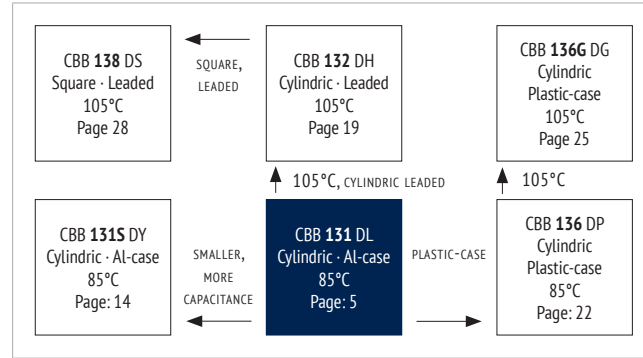 CBB 138 DS
Square · Leaded
105°C
Page 28
SQUARE,
LEADED
CBB 132 DH
Cylindric · Leaded
105°C
Page 19
CBB 136G DG
Cylindric
Plastic-case
105°C
Page 25
105°C, CYLINDRIC LEADED
105°C
CBB 131S DY
Cylindric · Al-case
85°C
Page: 14
SMALLER,
MORE
CAPACITANCE
CBB 131 DL
Cylindric · Al-case
85°C
Page: 5
PLASTIC-CASE
CBB 136 DP
Cylindric
Plastic-case
85°C
Page: 22